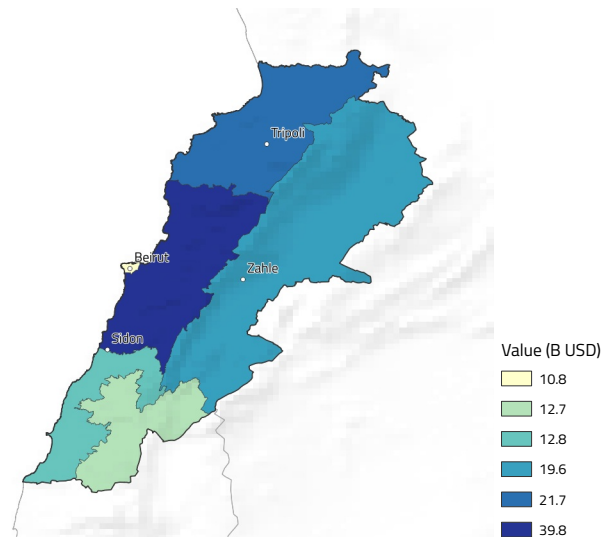 Tripoli
Beirut
Zahle
Sidon
Value (B USD)
10.8
12.7
12.8
19.6
21.7
39.8